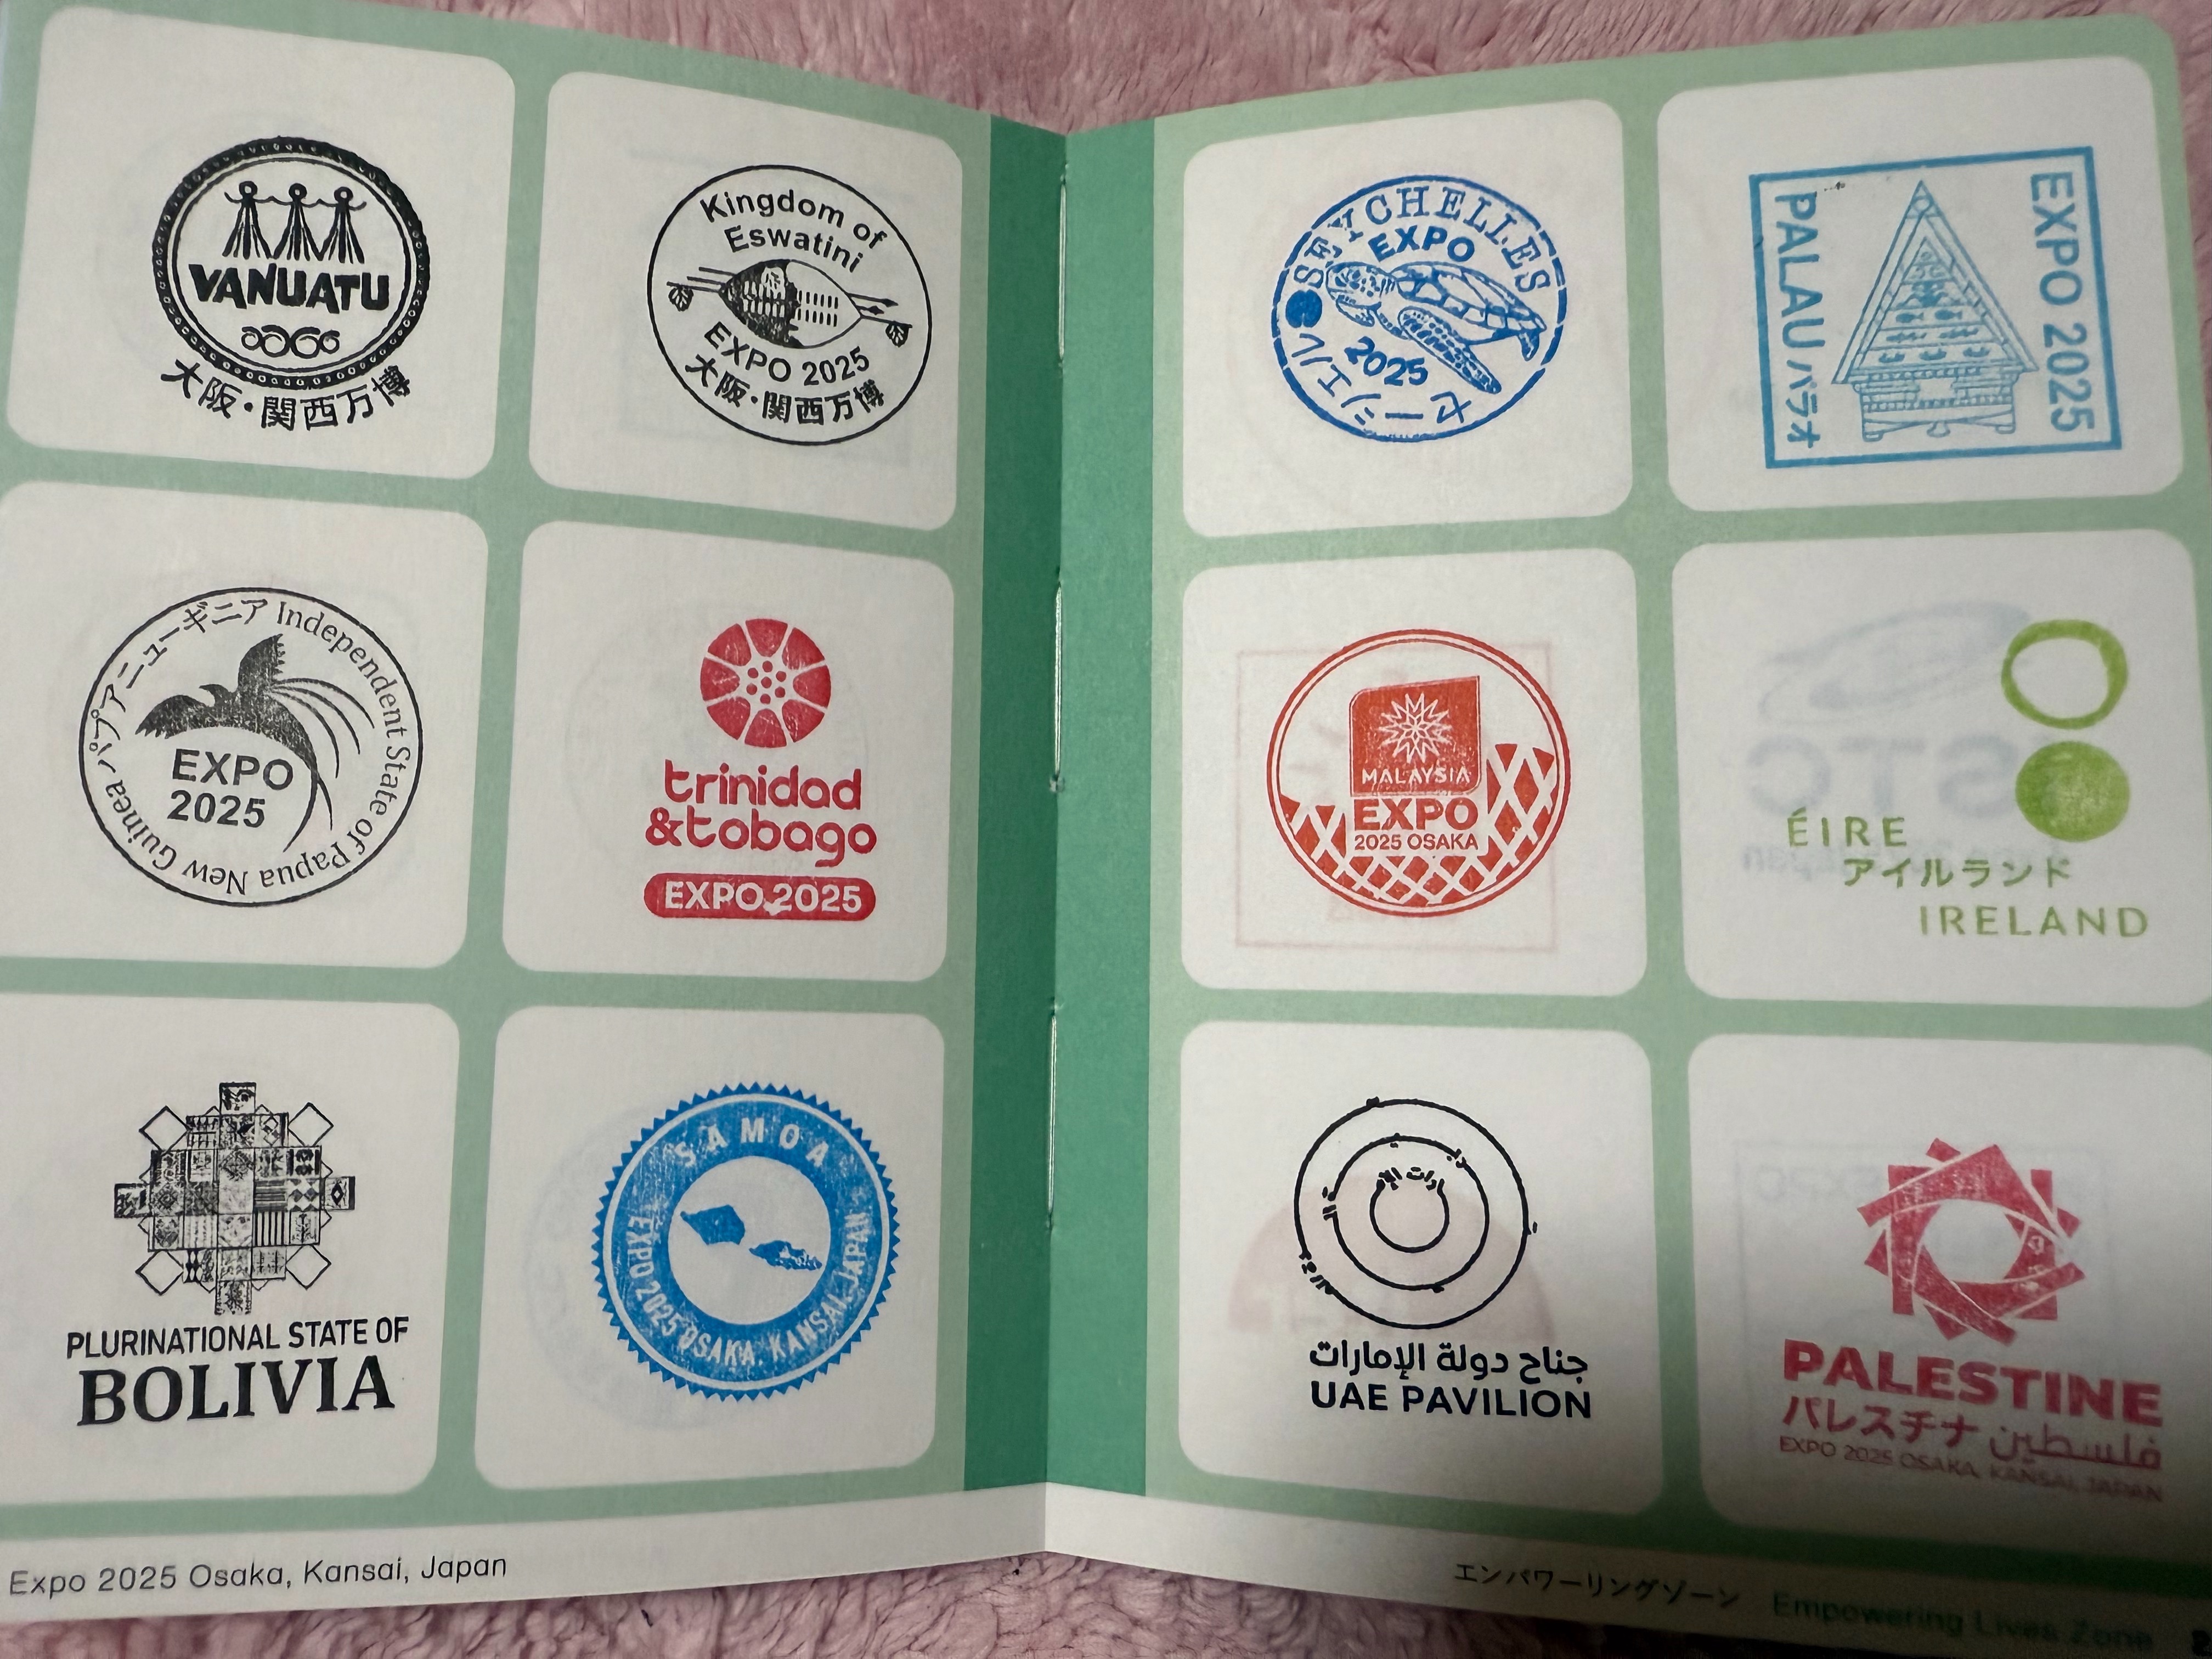 VANUATU
大阪・関西万博
Kingdom of
Eswatini
EXPO 2025
大阪・関西万博
パプアニューギニア Independent State of Papua New Guinea
EXPO
2025
trinidad
&tobago
EXPO 2025
PLURINATIONAL STATE OF
BOLIVIA
SAMOA
EXPO 2025 OSAKA, KANSAI, JAPAN
Expo 2025 Osaka, Kansai, Japan
SEYCHELLES
EXPO
2025
セーシェル
EXPO 2025
PALAU パラオ
MALAYSIA
EXPO
2025 OSAKA
ÉIRE
アイルランド
IRELAND
جناح دولة الإمارات
UAE PAVILION
PALESTINE
パレスチナ فلسطين
EXPO 2025 OSAKA, KANSAI, JAPAN
エンパワーリングゾーン Empowering Lives Zone